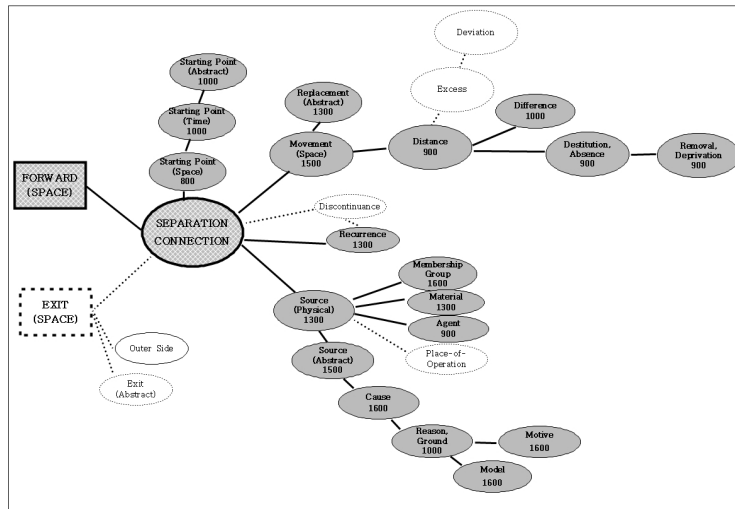 Deviation
Excess
Starting Point
(Abstract)
1000
Starting Point
(Time)
1000
Starting Point
(Space)
800
Replacement
(Abstract)
1300
Movement
(Space)
1500
Distance
900
Difference
1000
Destitution,
Absence
900
Removal,
Deprivation
900
FORWARD
(SPACE)
SEPARATION
CONNECTION
Discontinuance
Recurrence
1300
EXIT
(SPACE)
Outer Side
Exit
(Abstract)
Source
(Physical)
1300
Membership
Group
1600
Material
1300
Agent
900
Place-of-
Operation
Source
(Abstract)
1500
Cause
1600
Reason,
Ground
1000
Motive
1600
Model
1600